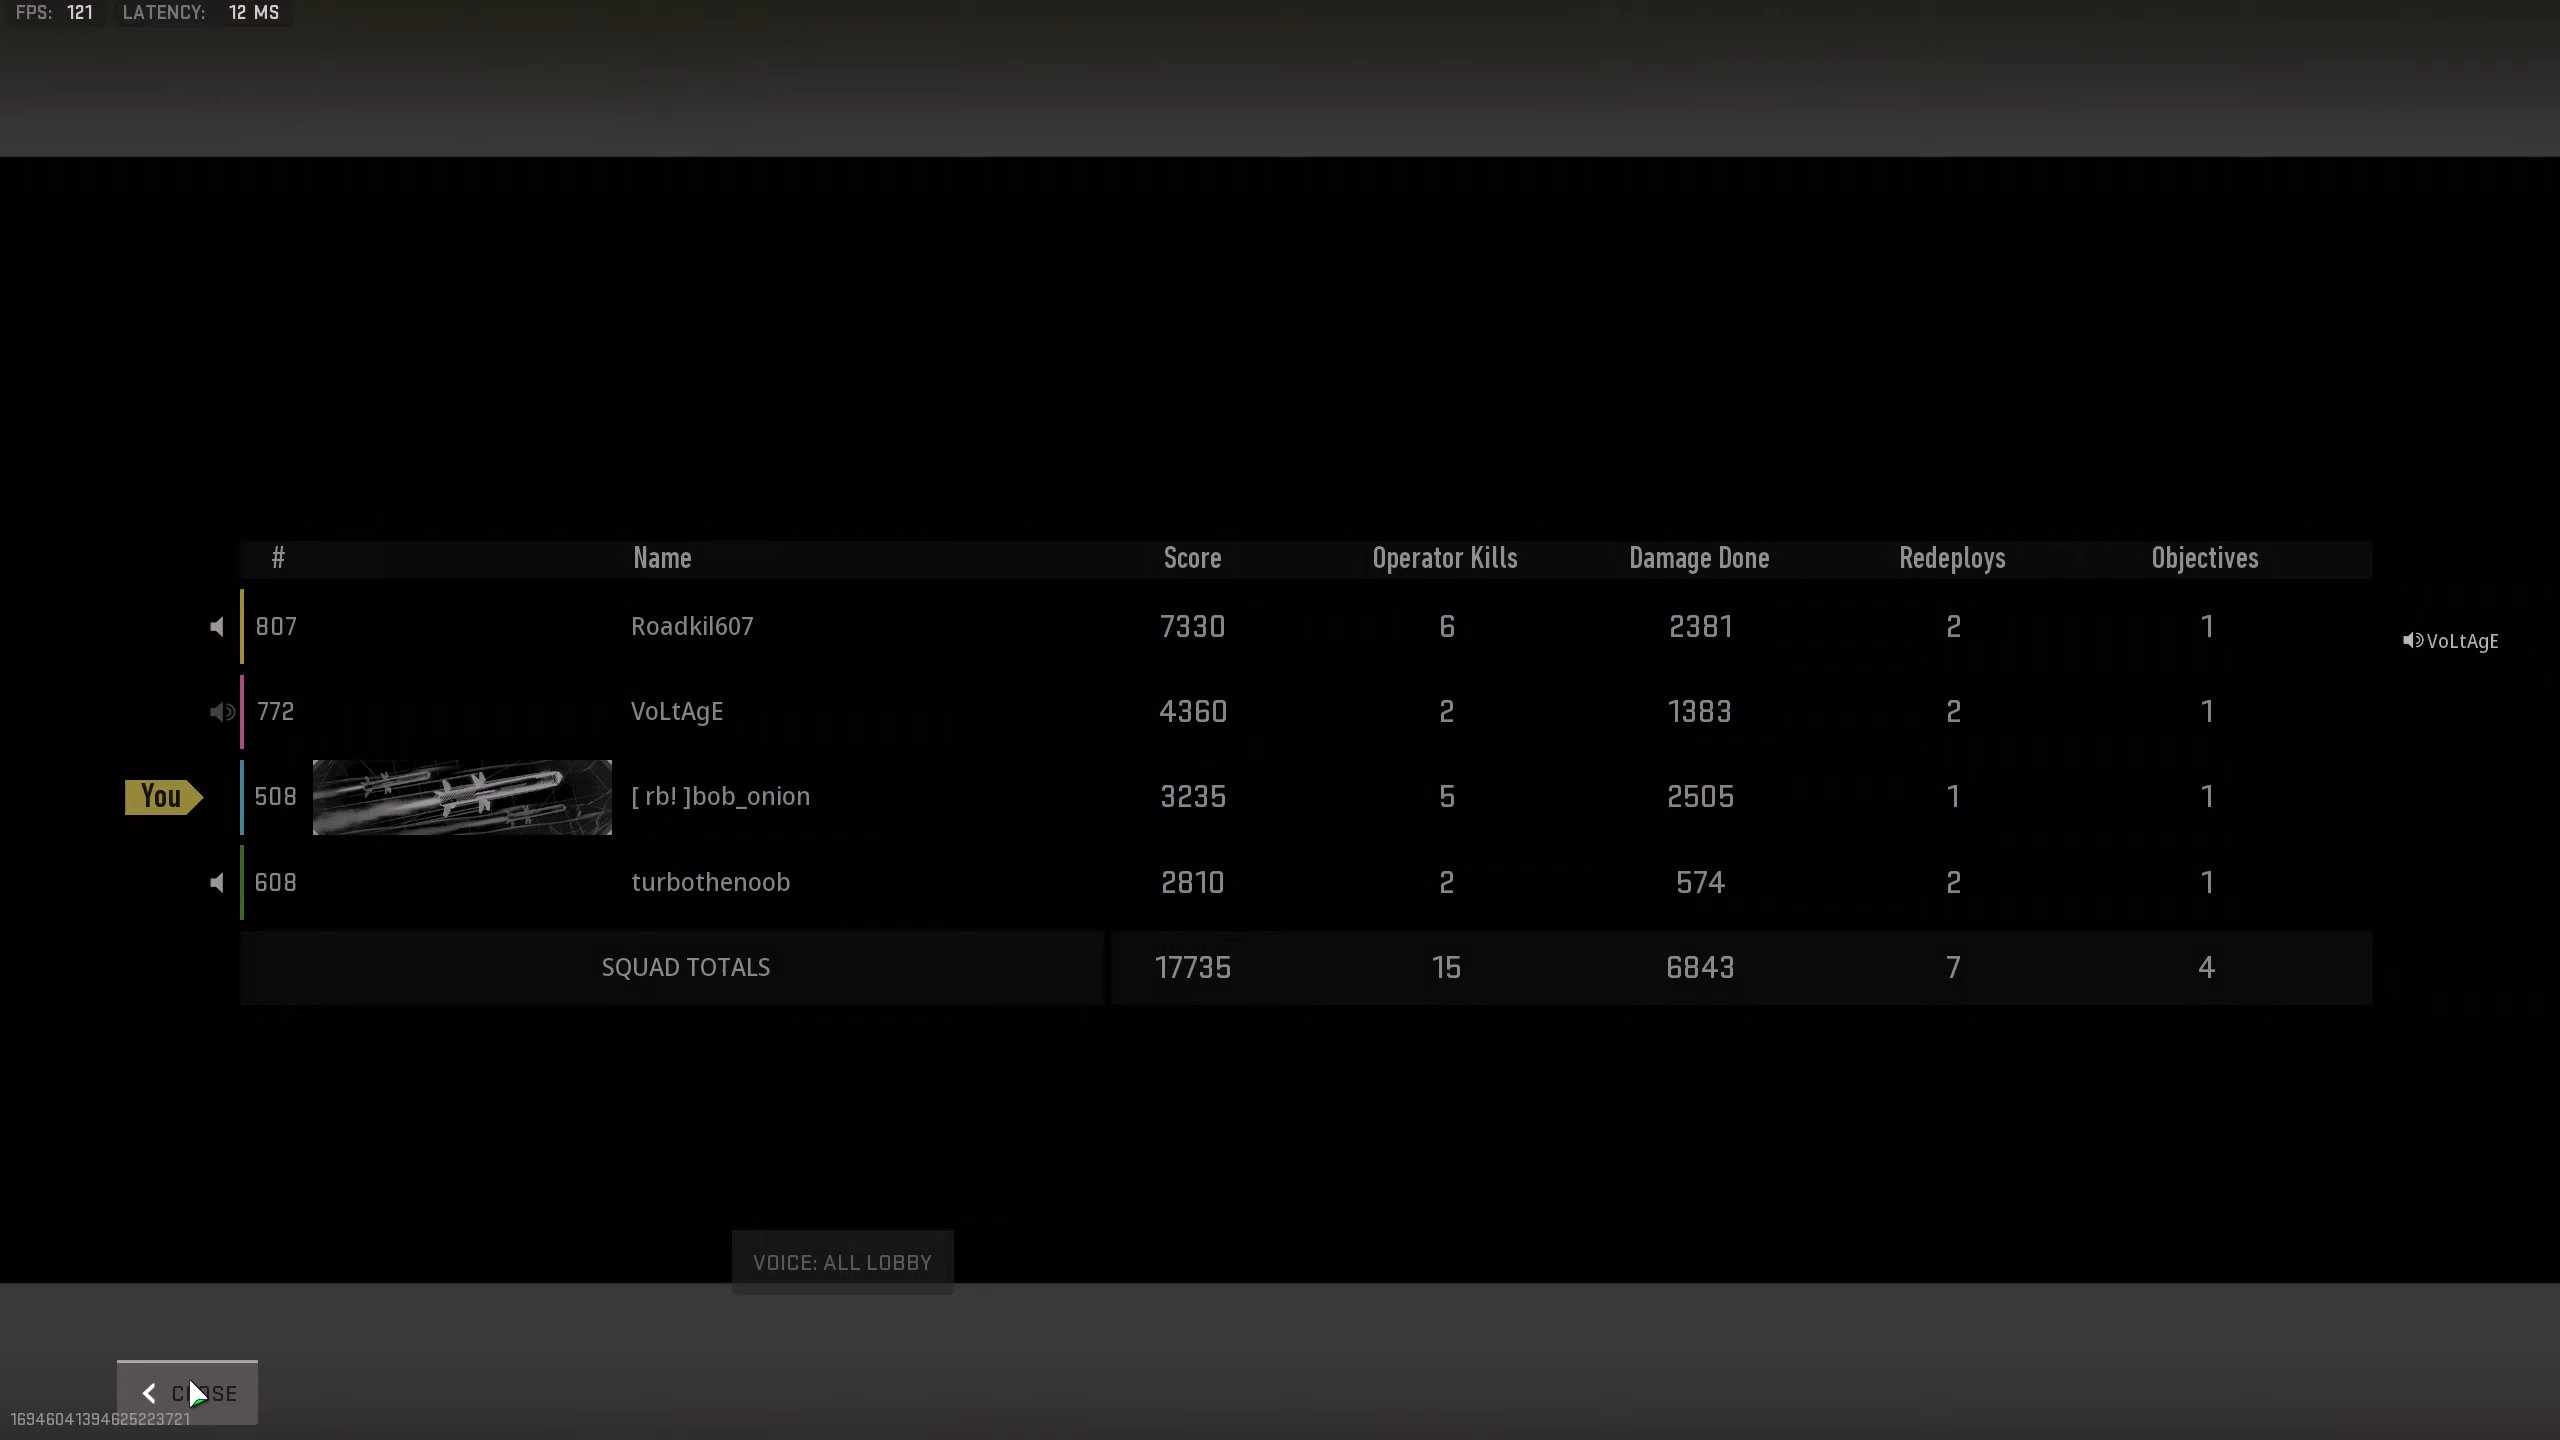 FPS: 121 LATENCY: 12 MS
# Name Score Operator Kills Damage Done Redeploys Objectives
807 Roadkil607 7330 6 2381 2 1
VoLtAgE
772 VoLtAgE 4360 2 1383 2 1
You 508 [ rb! ]bob_onion 3235 5 2505 1 1
608 turbothenoob 2810 2 574 2 1
SQUAD TOTALS 17735 15 6843 7 4
VOICE: ALL LOBBY
CLOSE
16946041394625223721